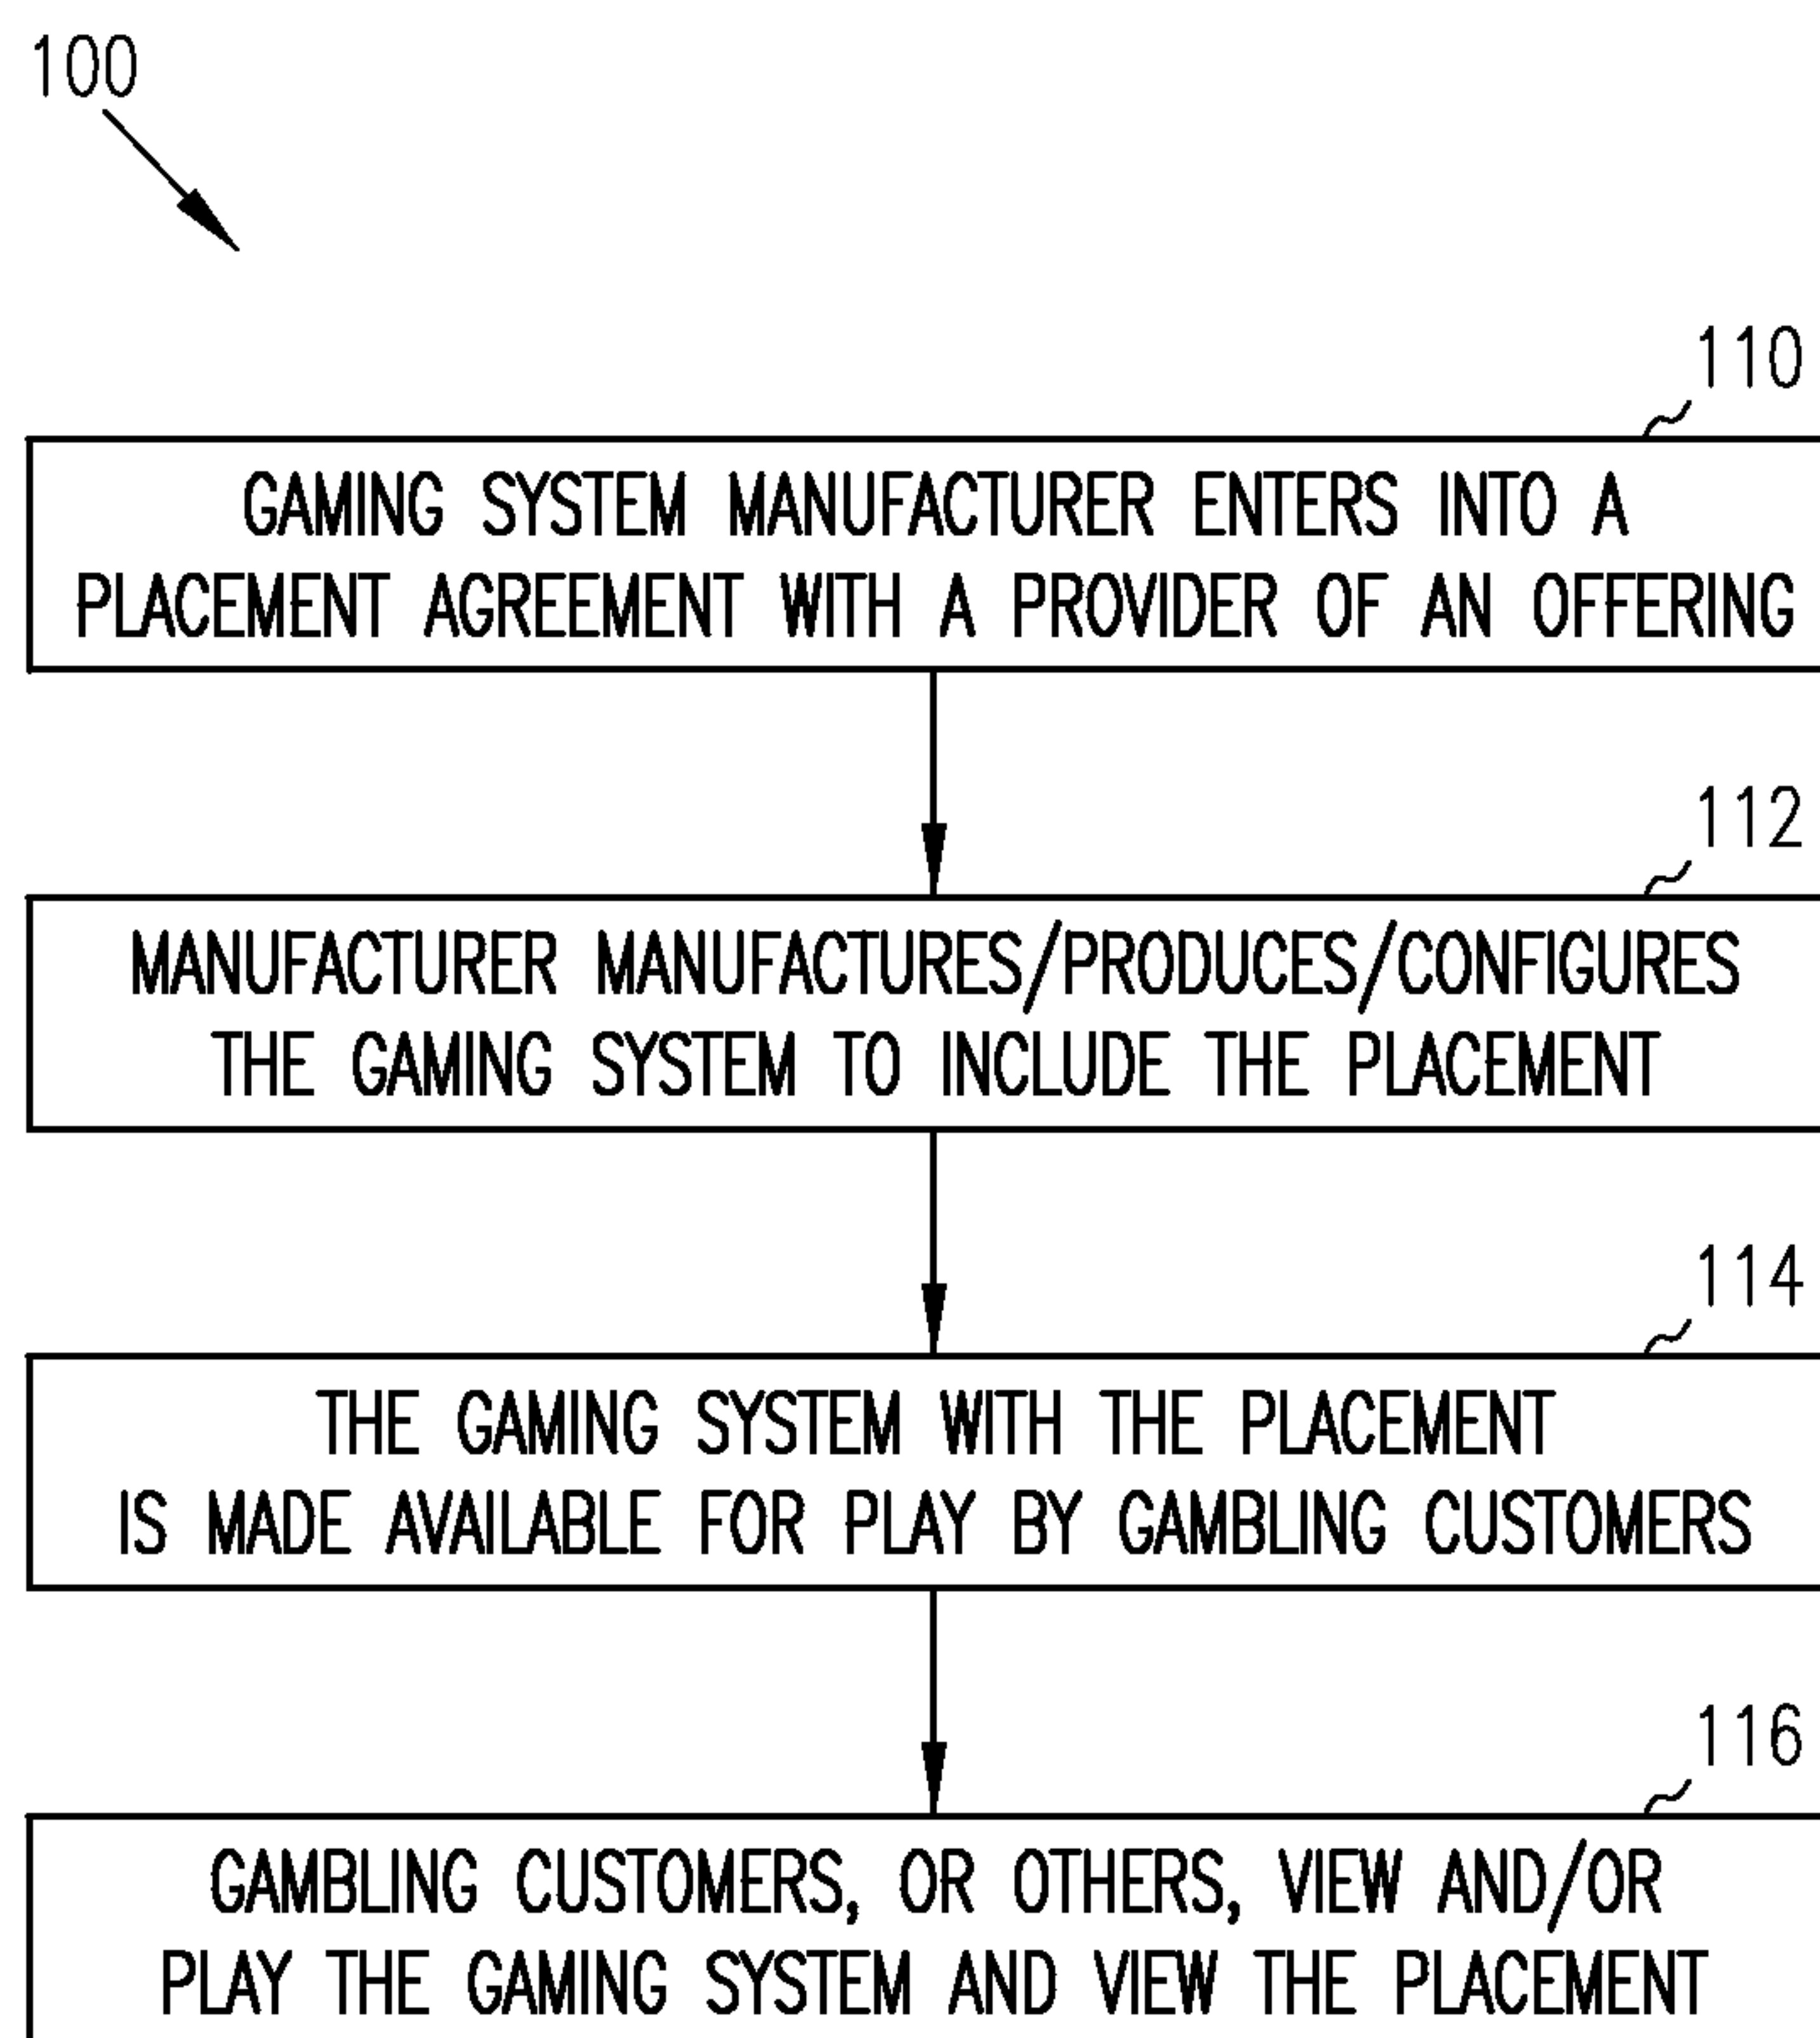 100
110
GAMING SYSTEM MANUFACTURER ENTERS INTO A
PLACEMENT AGREEMENT WITH A PROVIDER OF AN OFFERING
112
MANUFACTURER MANUFACTURES/PRODUCES/CONFIGURES
THE GAMING SYSTEM TO INCLUDE THE PLACEMENT
114
THE GAMING SYSTEM WITH THE PLACEMENT
IS MADE AVAILABLE FOR PLAY BY GAMBLING CUSTOMERS
116
GAMBLING CUSTOMERS, OR OTHERS, VIEW AND/OR
PLAY THE GAMING SYSTEM AND VIEW THE PLACEMENT